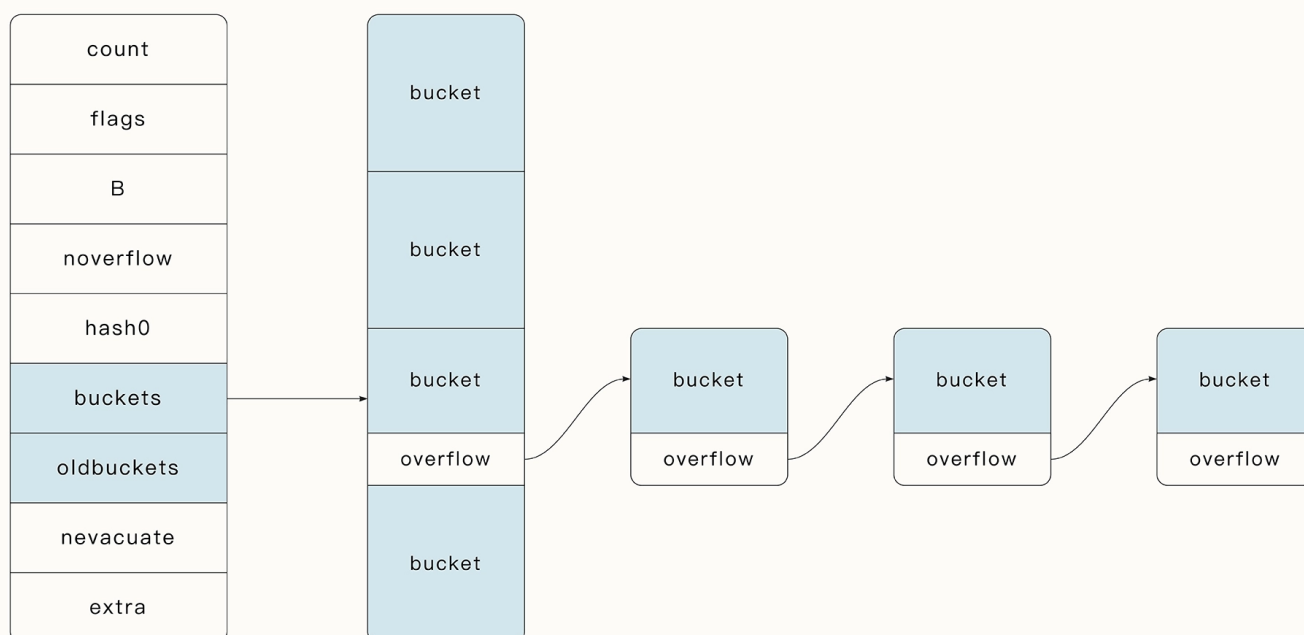 count
flags
B
noverflow
hash0
buckets
oldbuckets
nevacuate
extra
bucket
bucket
bucket
overflow
bucket
bucket
overflow
bucket
overflow
bucket
overflow